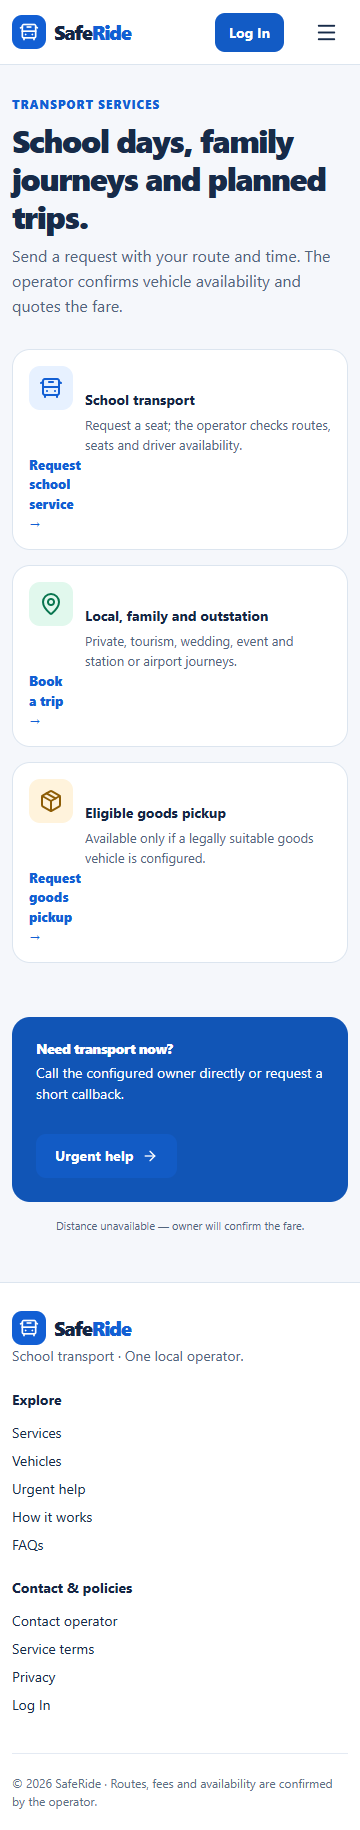 SafeRide
Log In
TRANSPORT SERVICES
School days, family
journeys and planned
trips.
Send a request with your route and time. The
operator confirms vehicle availability and
quotes the fare.
School transport
Request a seat; the operator checks routes,
seats and driver availability.
Request
school
service
→
Local, family and outstation
Private, tourism, wedding, event and
station or airport journeys.
Book
a trip
→
Eligible goods pickup
Available only if a legally suitable goods
vehicle is configured.
Request
goods
pickup
→
Need transport now?
Call the configured owner directly or request a
short callback.
Urgent help →
Distance unavailable — owner will confirm the fare.
SafeRide
School transport · One local operator.
Explore
Services
Vehicles
Urgent help
How it works
FAQs
Contact & policies
Contact operator
Service terms
Privacy
Log In
© 2026 SafeRide · Routes, fees and availability are confirmed
by the operator.